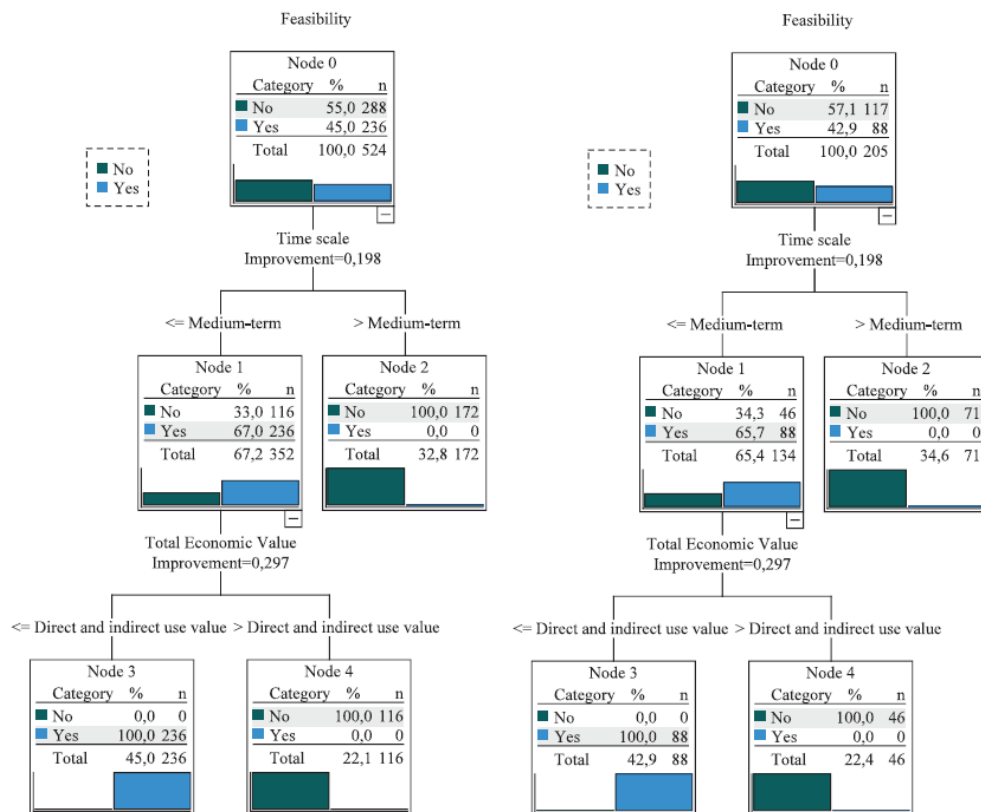 Feasibility
Node 0
Category % n
No 55,0 288
Yes 45,0 236
Total 100,0 524
No
Yes
Time scale
Improvement=0,198
<= Medium-term
> Medium-term
Node 1
Category % n
No 33,0 116
Yes 67,0 236
Total 67,2 352
Node 2
Category % n
No 100,0 172
Yes 0,0 0
Total 32,8 172
Total Economic Value
Improvement=0,297
<= Direct and indirect use value
> Direct and indirect use value
Node 3
Category % n
No 0,0 0
Yes 100,0 236
Total 45,0 236
Node 4
Category % n
No 100,0 116
Yes 0,0 0
Total 22,1 116
Feasibility
Node 0
Category % n
No 57,1 117
Yes 42,9 88
Total 100,0 205
No
Yes
Time scale
Improvement=0,198
<= Medium-term
> Medium-term
Node 1
Category % n
No 34,3 46
Yes 65,7 88
Total 65,4 134
Node 2
Category % n
No 100,0 71
Yes 0,0 0
Total 34,6 71
Total Economic Value
Improvement=0,297
<= Direct and indirect use value
> Direct and indirect use value
Node 3
Category % n
No 0,0 0
Yes 100,0 88
Total 42,9 88
Node 4
Category % n
No 100,0 46
Yes 0,0 0
Total 22,4 46